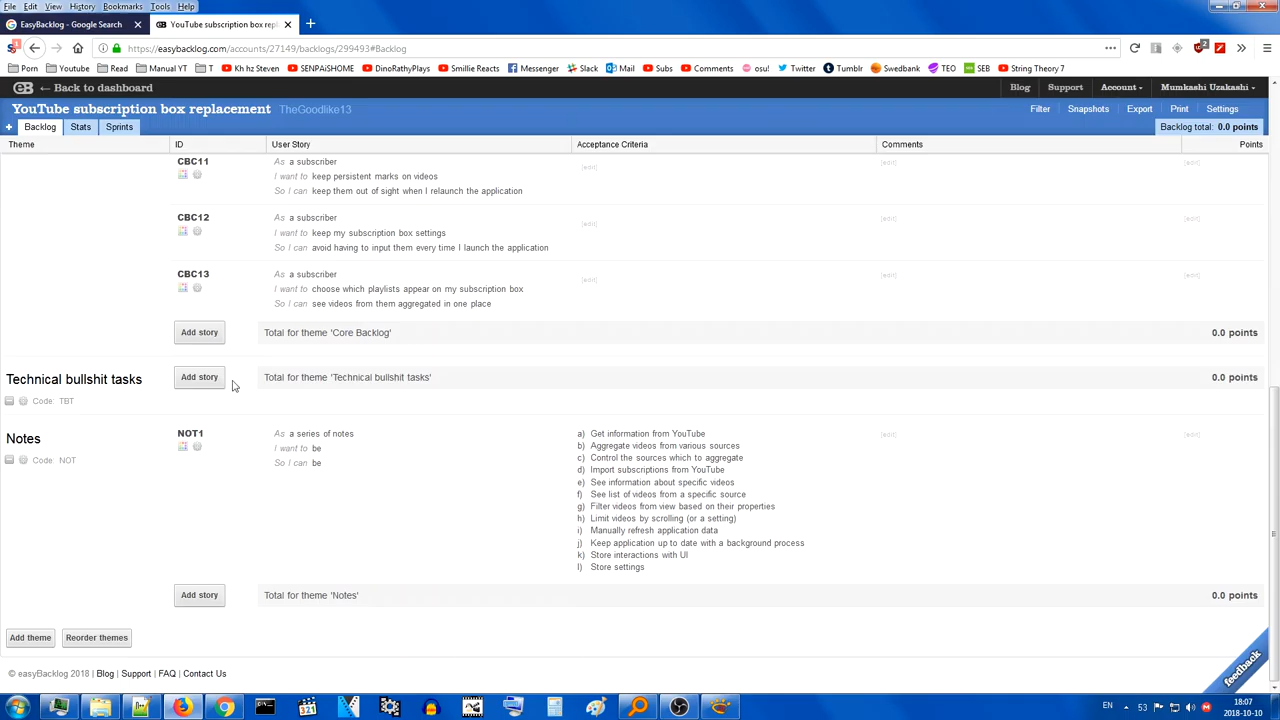 File Edit View History Bookmarks Tools Help
EasyBacklog - Google Search
YouTube subscription box repl
https://easybacklog.com/accounts/27149/backlogs/299493#Backlog
Porn Youtube Read Manual YT T Kh hz Steven SENPAiSHOME DinoRathyPlays Smillie Reacts Messenger Slack Mail Subs Comments osu! Twitter Tumblr Swedbank TEO SEB String Theory 7
← Back to dashboard Blog Support Account Mumkashi Uzakashi
YouTube subscription box replacement TheGoodlike13 Filter Snapshots Export Print Settings
+ Backlog Stats Sprints Backlog total: 0.0 points
Theme ID User Story Acceptance Criteria Comments Points
CBC11 As a subscriber [edit] [edit] [edit]
I want to keep persistent marks on videos
So I can keep them out of sight when I relaunch the application
CBC12 As a subscriber [edit] [edit] [edit]
I want to keep my subscription box settings
So I can avoid having to input them every time I launch the application
CBC13 As a subscriber [edit] [edit] [edit]
I want to choose which playlists appear on my subscription box
So I can see videos from them aggregated in one place
Add story Total for theme 'Core Backlog' 0.0 points
Technical bullshit tasks Add story Total for theme 'Technical bullshit tasks' 0.0 points
Code: TBT
Notes NOT1 As a series of notes [edit] [edit]
I want to be
So I can be
Code: NOT
a) Get information from YouTube
b) Aggregate videos from various sources
c) Control the sources which to aggregate
d) Import subscriptions from YouTube
e) See information about specific videos
f) See list of videos from a specific source
g) Filter videos from view based on their properties
h) Limit videos by scrolling (or a setting)
i) Manually refresh application data
j) Keep application up to date with a background process
k) Store interactions with UI
l) Store settings
Add story Total for theme 'Notes' 0.0 points
Add theme Reorder themes
© easyBacklog 2018 | Blog | Support | FAQ | Contact Us
feedback
EN 53 18:07
2018-10-10